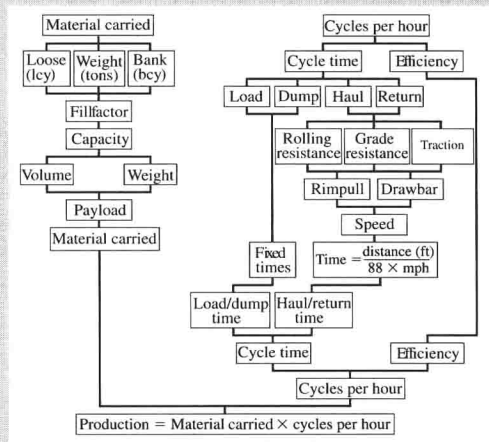 Material carried
Loose
(lcy)
Weight
(tons)
Bank
(bcy)
Fillfactor
Capacity
Volume
Weight
Payload
Material carried
Cycles per hour
Cycle time
Efficiency
Load
Dump
Haul
Return
Rolling
resistance
Grade
resistance
Traction
Rimpull
Drawbar
Speed
Fixed
times
Time = distance (ft)
88 × mph
Load/dump
time
Haul/return
time
Cycle time
Efficiency
Cycles per hour
Production = Material carried × cycles per hour